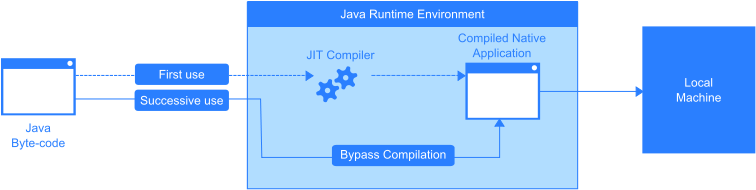 Java Runtime Environment
JIT Compiler
Compiled Native
Application
First use
Successive use
Java
Byte-code
Bypass Compilation
Local
Machine